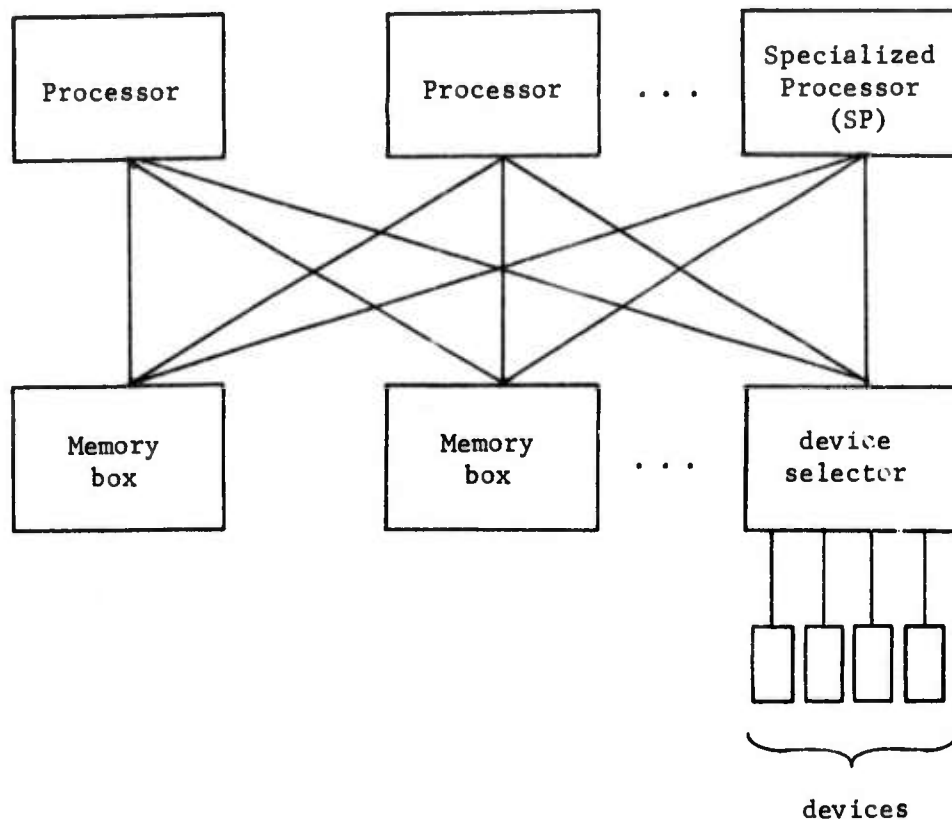 Processor
Processor
. . .
Specialized
Processor
(SP)
Memory
box
Memory
box
. . .
device
selector
devices